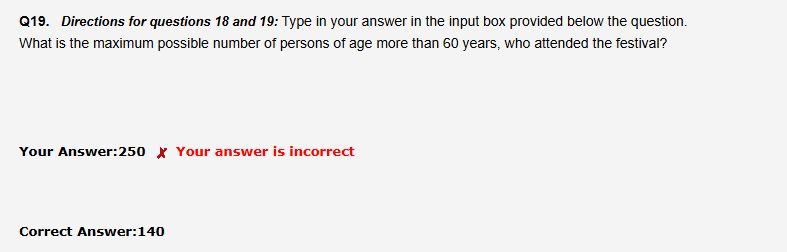 Q19. Directions for questions 18 and 19: Type in your answer in the input box provided below the question.
What is the maximum possible number of persons of age more than 60 years, who attended the festival?
Your Answer:250 ✗ Your answer is incorrect
Correct Answer:140